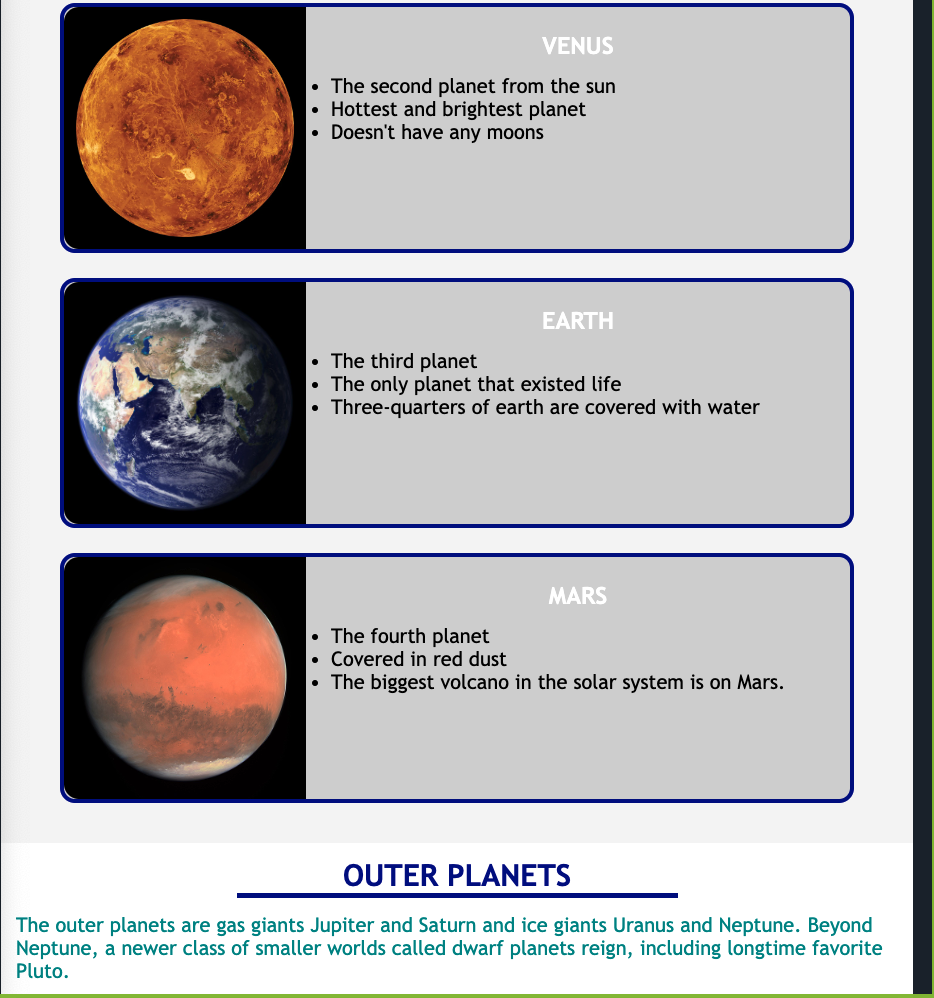 VENUS
• The second planet from the sun
• Hottest and brightest planet
• Doesn't have any moons
EARTH
• The third planet
• The only planet that existed life
• Three-quarters of earth are covered with water
MARS
• The fourth planet
• Covered in red dust
• The biggest volcano in the solar system is on Mars.
OUTER PLANETS
The outer planets are gas giants Jupiter and Saturn and ice giants Uranus and Neptune. Beyond
Neptune, a newer class of smaller worlds called dwarf planets reign, including longtime favorite
Pluto.